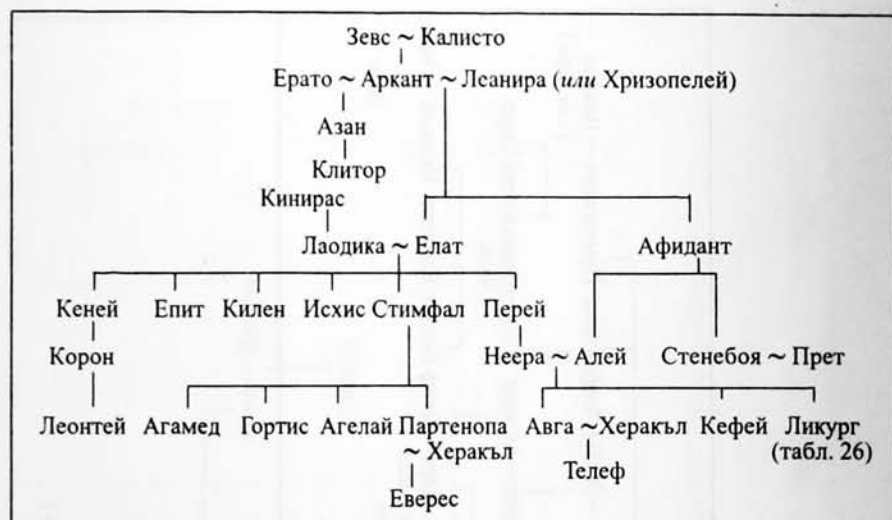 Зевс ~ Калисто
Ерато ~ Аркант ~ Леанира (или Хризопелей)
Азан
Клитор
Кинирас
Лаодика ~ Елат Афидант
Кеней Епит Килен Исхис Стимфал Перей
Корон Неера ~ Алей Стенебоя ~ Прет
Леонтей Агамед Гортис Агелай Партенопа Авга ~ Херакъл Кефей Ликург
~ Херакъл Телеф (табл. 26)
Еверес